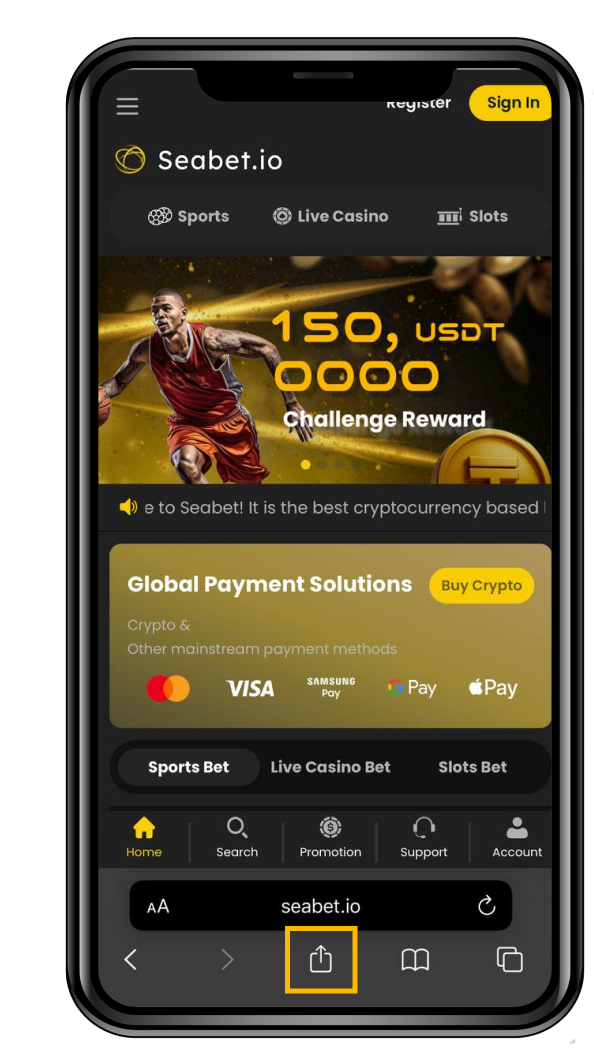 Register
Sign In
Seabet.io
Sports
Live Casino
Slots
150, USDT
0000
Challenge Reward
e to Seabet! It is the best cryptocurrency based
Global Payment Solutions
Buy Crypto
Crypto &
Other mainstream payment methods
VISA
SAMSUNG
Pay
G Pay
Pay
Sports Bet
Live Casino Bet
Slots Bet
Home
Search
Promotion
Support
Account
AA
seabet.io